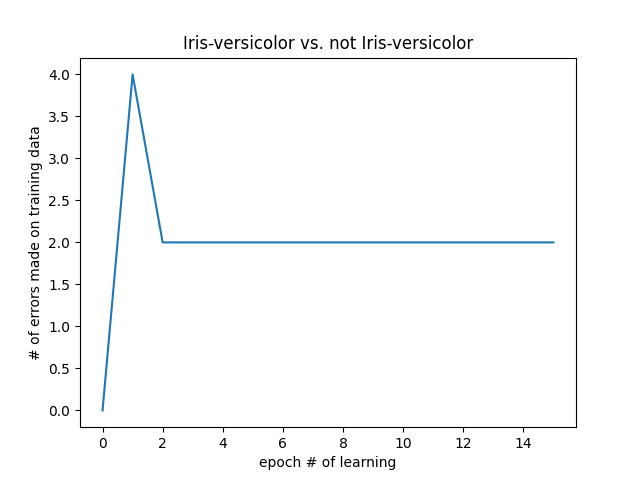 Iris-versicolor vs. not Iris-versicolor
4.0
3.5
3.0
2.5
2.0
1.5
1.0
0.5
0.0
# of errors made on training data
0 2 4 6 8 10 12 14
epoch # of learning